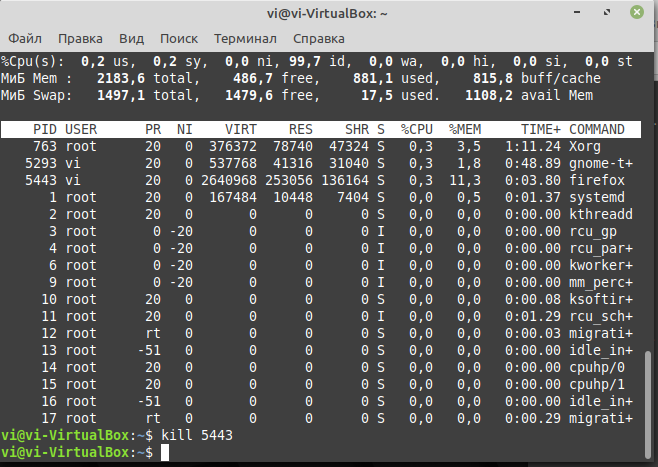 vi@vi-VirtualBox: ~
Файл Правка Вид Поиск Терминал Справка
%Cpu(s):  0,2 us,  0,2 sy,  0,0 ni, 99,7 id,  0,0 wa,  0,0 hi,  0,0 si,  0,0 st
МиБ Mem :   2183,6 total,    486,7 free,    881,1 used,    815,8 buff/cache
МиБ Swap:   1497,1 total,   1479,6 free,     17,5 used.   1108,2 avail Mem
PID USER      PR  NI    VIRT    RES    SHR S  %CPU  %MEM     TIME+ COMMAND
763 root      20   0  376372  78740  47324 S   0,3   3,5   1:11.24 Xorg
5293 vi        20   0  537768  41316  31040 S   0,3   1,8   0:48.89 gnome-t+
5443 vi        20   0 2640968 253056 136164 S   0,3  11,3   0:03.80 firefox
1 root      20   0  167484  10448   7404 S   0,0   0,5   0:01.37 systemd
2 root      20   0       0      0      0 S   0,0   0,0   0:00.00 kthreadd
3 root       0 -20       0      0      0 I   0,0   0,0   0:00.00 rcu_gp
4 root       0 -20       0      0      0 I   0,0   0,0   0:00.00 rcu_par+
6 root       0 -20       0      0      0 I   0,0   0,0   0:00.00 kworker+
9 root       0 -20       0      0      0 I   0,0   0,0   0:00.00 mm_perc+
10 root      20   0       0      0      0 S   0,0   0,0   0:00.08 ksoftir+
11 root      20   0       0      0      0 I   0,0   0,0   0:01.29 rcu_sch+
12 root      rt   0       0      0      0 S   0,0   0,0   0:00.03 migrati+
13 root     -51   0       0      0      0 S   0,0   0,0   0:00.00 idle_in+
14 root      20   0       0      0      0 S   0,0   0,0   0:00.00 cpuhp/0
15 root      20   0       0      0      0 S   0,0   0,0   0:00.00 cpuhp/1
16 root     -51   0       0      0      0 S   0,0   0,0   0:00.00 idle_in+
17 root      rt   0       0      0      0 S   0,0   0,0   0:00.29 migrati+
vi@vi-VirtualBox:~$ kill 5443
vi@vi-VirtualBox:~$